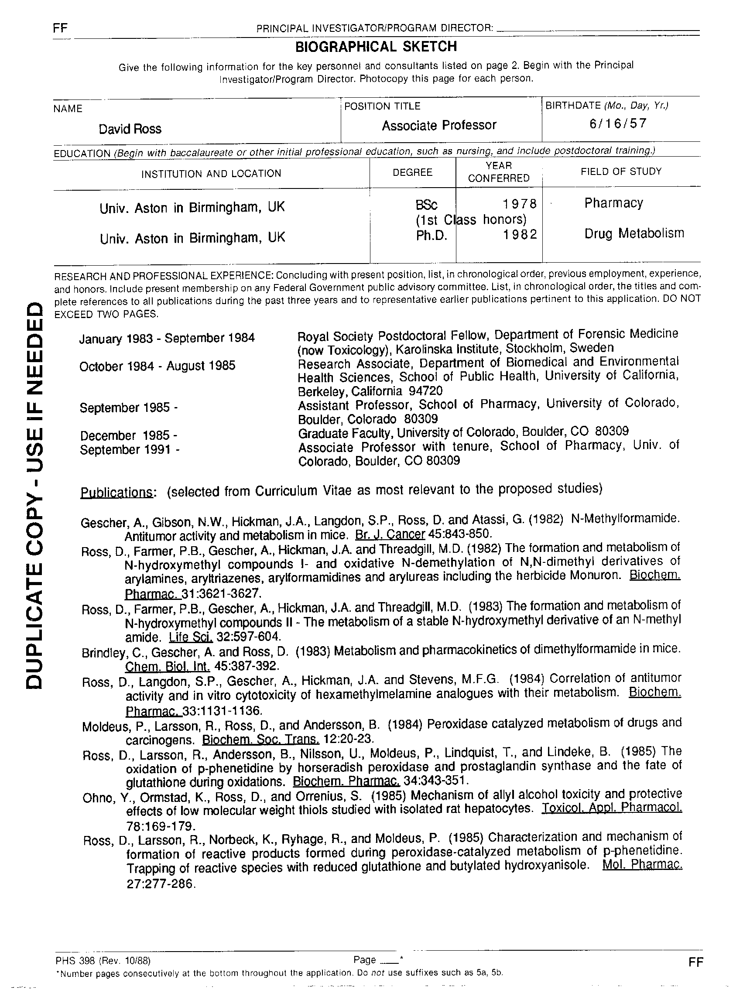 FF
PRINCIPAL INVESTIGATOR/PROGRAM DIRECTOR:
BIOGRAPHICAL SKETCH
Give the following information for the key personnel and consultants listed on page 2. Begin with the Principal
Investigator/Program Director. Photocopy this page for each person.
NAME
POSITION TITLE
BIRTHDATE (Mo., Day, Yr.)
David Ross
Associate Professor
6/16/57
EDUCATION (Begin with baccalaureate or other initial professional education, such as nursing, and include postdoctoral training.)
INSTITUTION AND LOCATION
DEGREE
YEAR
CONFERRED
FIELD OF STUDY
Univ. Aston in Birmingham, UK
BSc
1978
Pharmacy
(1st Class honors)
Univ. Aston in Birmingham, UK
Ph.D.
1982
Drug Metabolism
RESEARCH AND PROFESSIONAL EXPERIENCE: Concluding with present position, list, in chronological order, previous employment, experience,
and honors. Include present membership on any Federal Government public advisory committee. List, in chronological order, the titles and com-
plete references to all publications during the past three years and to representative earlier publications pertinent to this application. DO NOT
EXCEED TWO PAGES.
DUPLICATE COPY - USE IF NEEDED
January 1983 - September 1984
Royal Society Postdoctoral Fellow, Department of Forensic Medicine
(now Toxicology), Karolinska Institute, Stockholm, Sweden
October 1984 - August 1985
Research Associate, Department of Biomedical and Environmental
Health Sciences, School of Public Health, University of California,
Berkeley, California 94720
September 1985 -
Assistant Professor, School of Pharmacy, University of Colorado,
Boulder, Colorado 80309
December 1985 -
Graduate Faculty, University of Colorado, Boulder, CO 80309
September 1991 -
Associate Professor with tenure, School of Pharmacy, Univ. of
Colorado, Boulder, CO 80309
Publications: (selected from Curriculum Vitae as most relevant to the proposed studies)
Gescher, A., Gibson, N.W., Hickman, J.A., Langdon, S.P., Ross, D. and Atassi, G. (1982) N-Methylformamide.
Antitumor activity and metabolism in mice. Br. J. Cancer 45:843-850.
Ross, D., Farmer, P.B., Gescher, A., Hickman, J.A. and Threadgill, M.D. (1982) The formation and metabolism of
N-hydroxymethyl compounds I- and oxidative N-demethylation of N,N-dimethyl derivatives of
arylamines, aryltriazenes, arylformamidines and arylureas including the herbicide Monuron. Biochem.
Pharmac. 31:3621-3627.
Ross, D., Farmer, P.B., Gescher, A., Hickman, J.A. and Threadgill, M.D. (1983) The formation and metabolism of
N-hydroxymethyl compounds II - The metabolism of a stable N-hydroxymethyl derivative of an N-methyl
amide. Life Sci. 32:597-604.
Brindley, C., Gescher, A. and Ross, D. (1983) Metabolism and pharmacokinetics of dimethylformamide in mice.
Chem. Biol. Int. 45:387-392.
Ross, D., Langdon, S.P., Gescher, A., Hickman, J.A. and Stevens, M.F.G. (1984) Correlation of antitumor
activity and in vitro cytotoxicity of hexamethylmelamine analogues with their metabolism. Biochem.
Pharmac. 33:1131-1136.
Moldeus, P., Larsson, R., Ross, D., and Andersson, B. (1984) Peroxidase catalyzed metabolism of drugs and
carcinogens. Biochem. Soc. Trans. 12:20-23.
Ross, D., Larsson, R., Andersson, B., Nilsson, U., Moldeus, P., Lindquist, T., and Lindeke, B. (1985) The
oxidation of p-phenetidine by horseradish peroxidase and prostaglandin synthase and the fate of
glutathione during oxidations. Biochem. Pharmac. 34:343-351.
Ohno, Y., Ormstad, K., Ross, D., and Orrenius, S. (1985) Mechanism of allyl alcohol toxicity and protective
effects of low molecular weight thiols studied with isolated rat hepatocytes. Toxicol. Appl. Pharmacol.
78:169-179.
Ross, D., Larsson, R., Norbeck, K., Ryhage, R., and Moldeus, P. (1985) Characterization and mechanism of
formation of reactive products formed during peroxidase-catalyzed metabolism of p-phenetidine.
Trapping of reactive species with reduced glutathione and butylated hydroxyanisole. Mol. Pharmac.
27:277-286.
PHS 398 (Rev. 10/88)
Page ___*
FF
*Number pages consecutively at the bottom throughout the application. Do not use suffixes such as 5a, 5b.